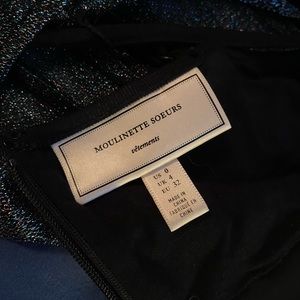 MOULINETTE SOEURS
vêtements
US 0
UK 4
EU 32
MADE IN
CHINA
FABRIQUÉ EN
CHINE